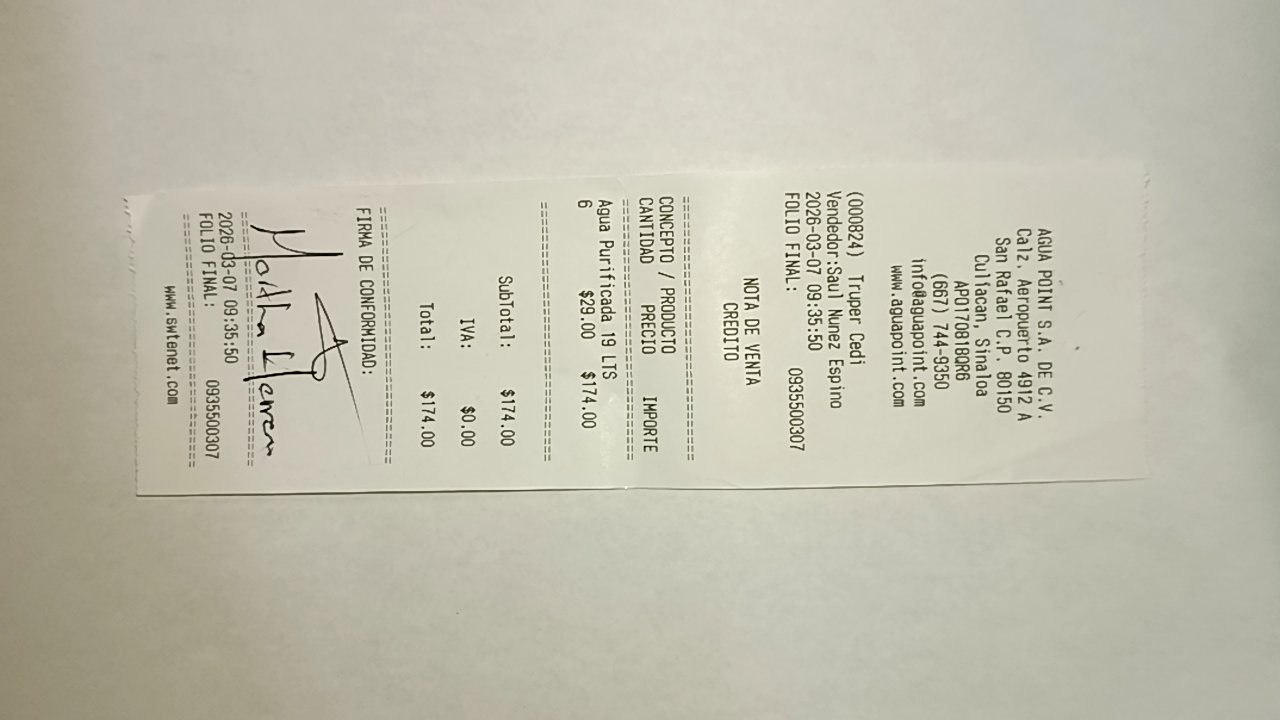 AGUA POINT S.A. DE C.V.
Calz. Aeropuerto 4912 A
San Rafael C.P. 80150
Culiacan, Sinaloa
APO170818QR6
(667) 744-9350
info@aguapoint.com
www.aguapoint.com
(000824) Truper Cedi
Vendedor:Saul Nunez Espino
2026-03-07 09:35:50
FOLIO FINAL: 0935500307
NOTA DE VENTA
CREDITO
==============================
CONCEPTO / PRODUCTO
CANTIDAD PRECIO IMPORTE
==============================
Agua Purificada 19 LTS
6 $29.00 $174.00
==============================
SubTotal: $174.00
IVA: $0.00
Total: $174.00
==============================
FIRMA DE CONFORMIDAD:
Martha
==============================
2026-03-07 09:35:50
FOLIO FINAL: 0935500307
==============================
www.swtenet.com